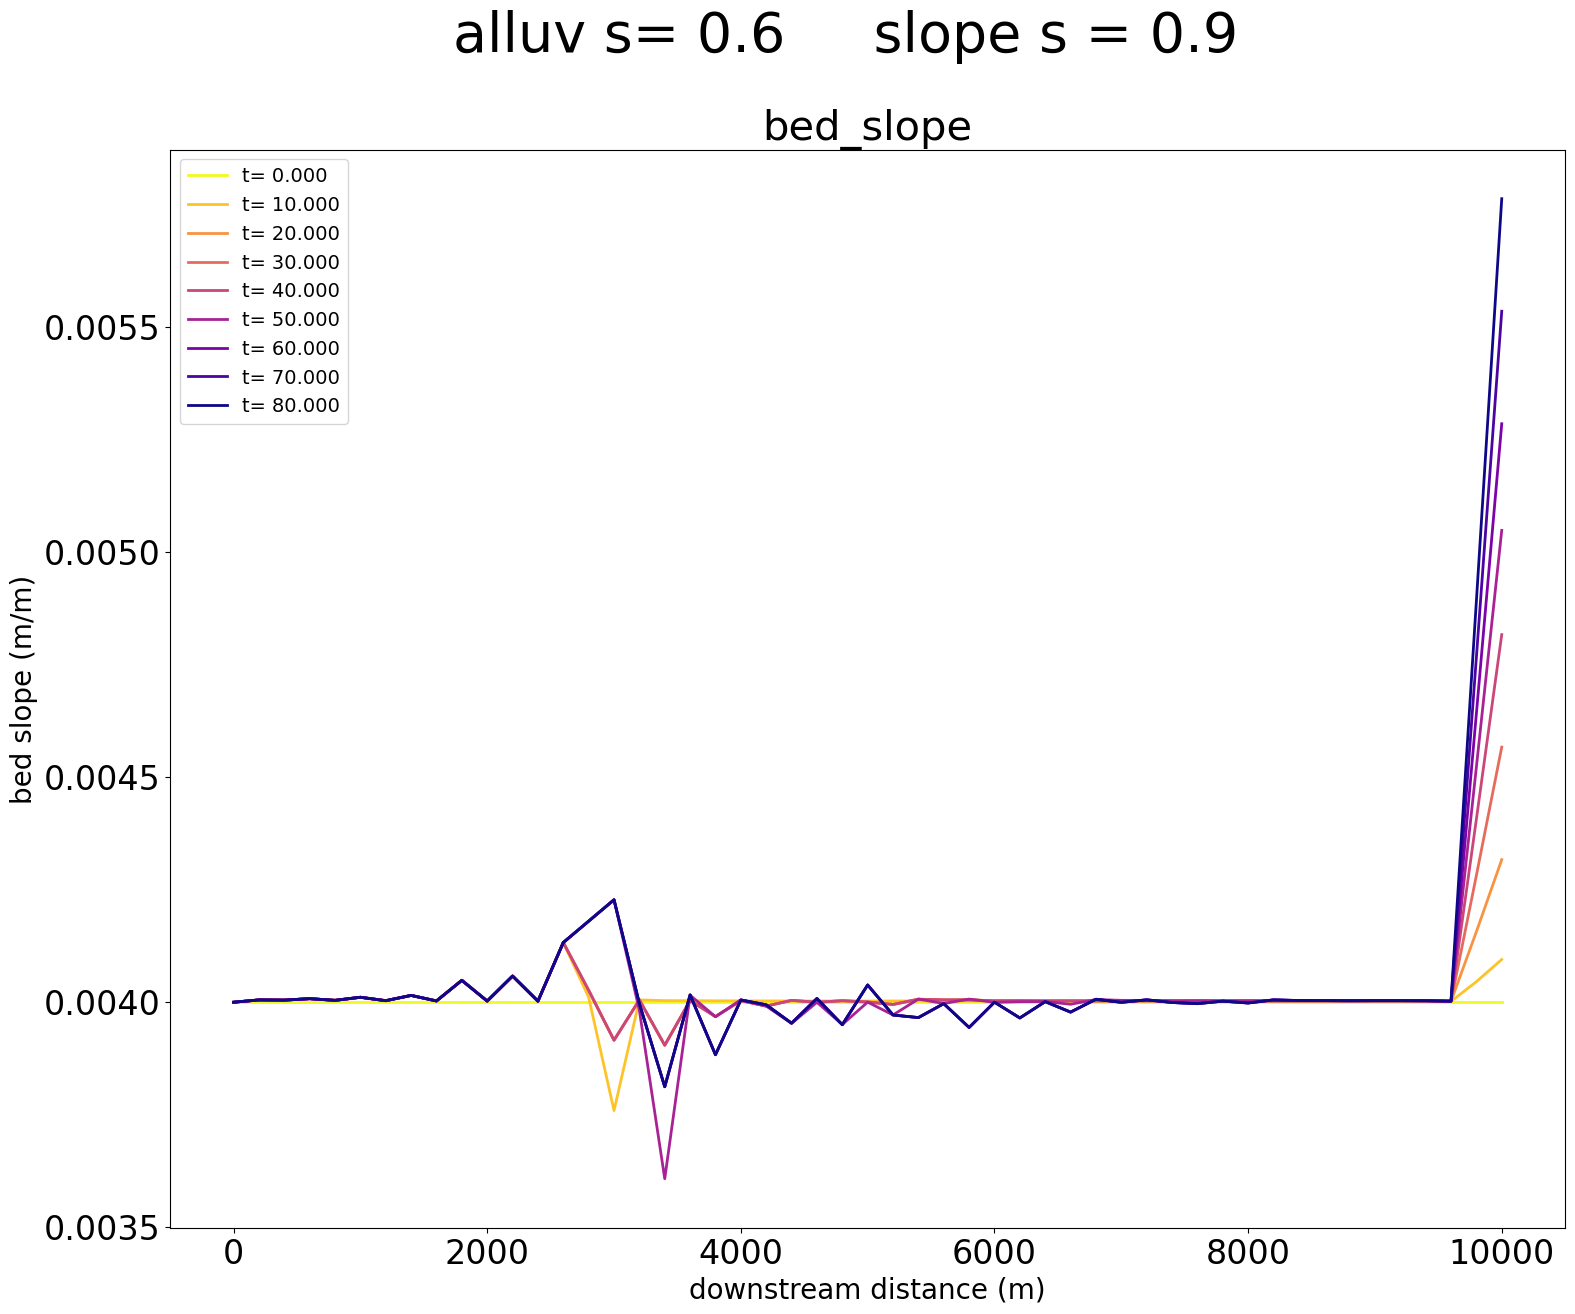 alluv s= 0.6 slope s = 0.9
bed_slope
t= 0.000
t= 10.000
t= 20.000
t= 30.000
t= 40.000
t= 50.000
t= 60.000
t= 70.000
t= 80.000
bed slope (m/m)
0.0055
0.0050
0.0045
0.0040
0.0035
0 2000 4000 6000 8000 10000
downstream distance (m)